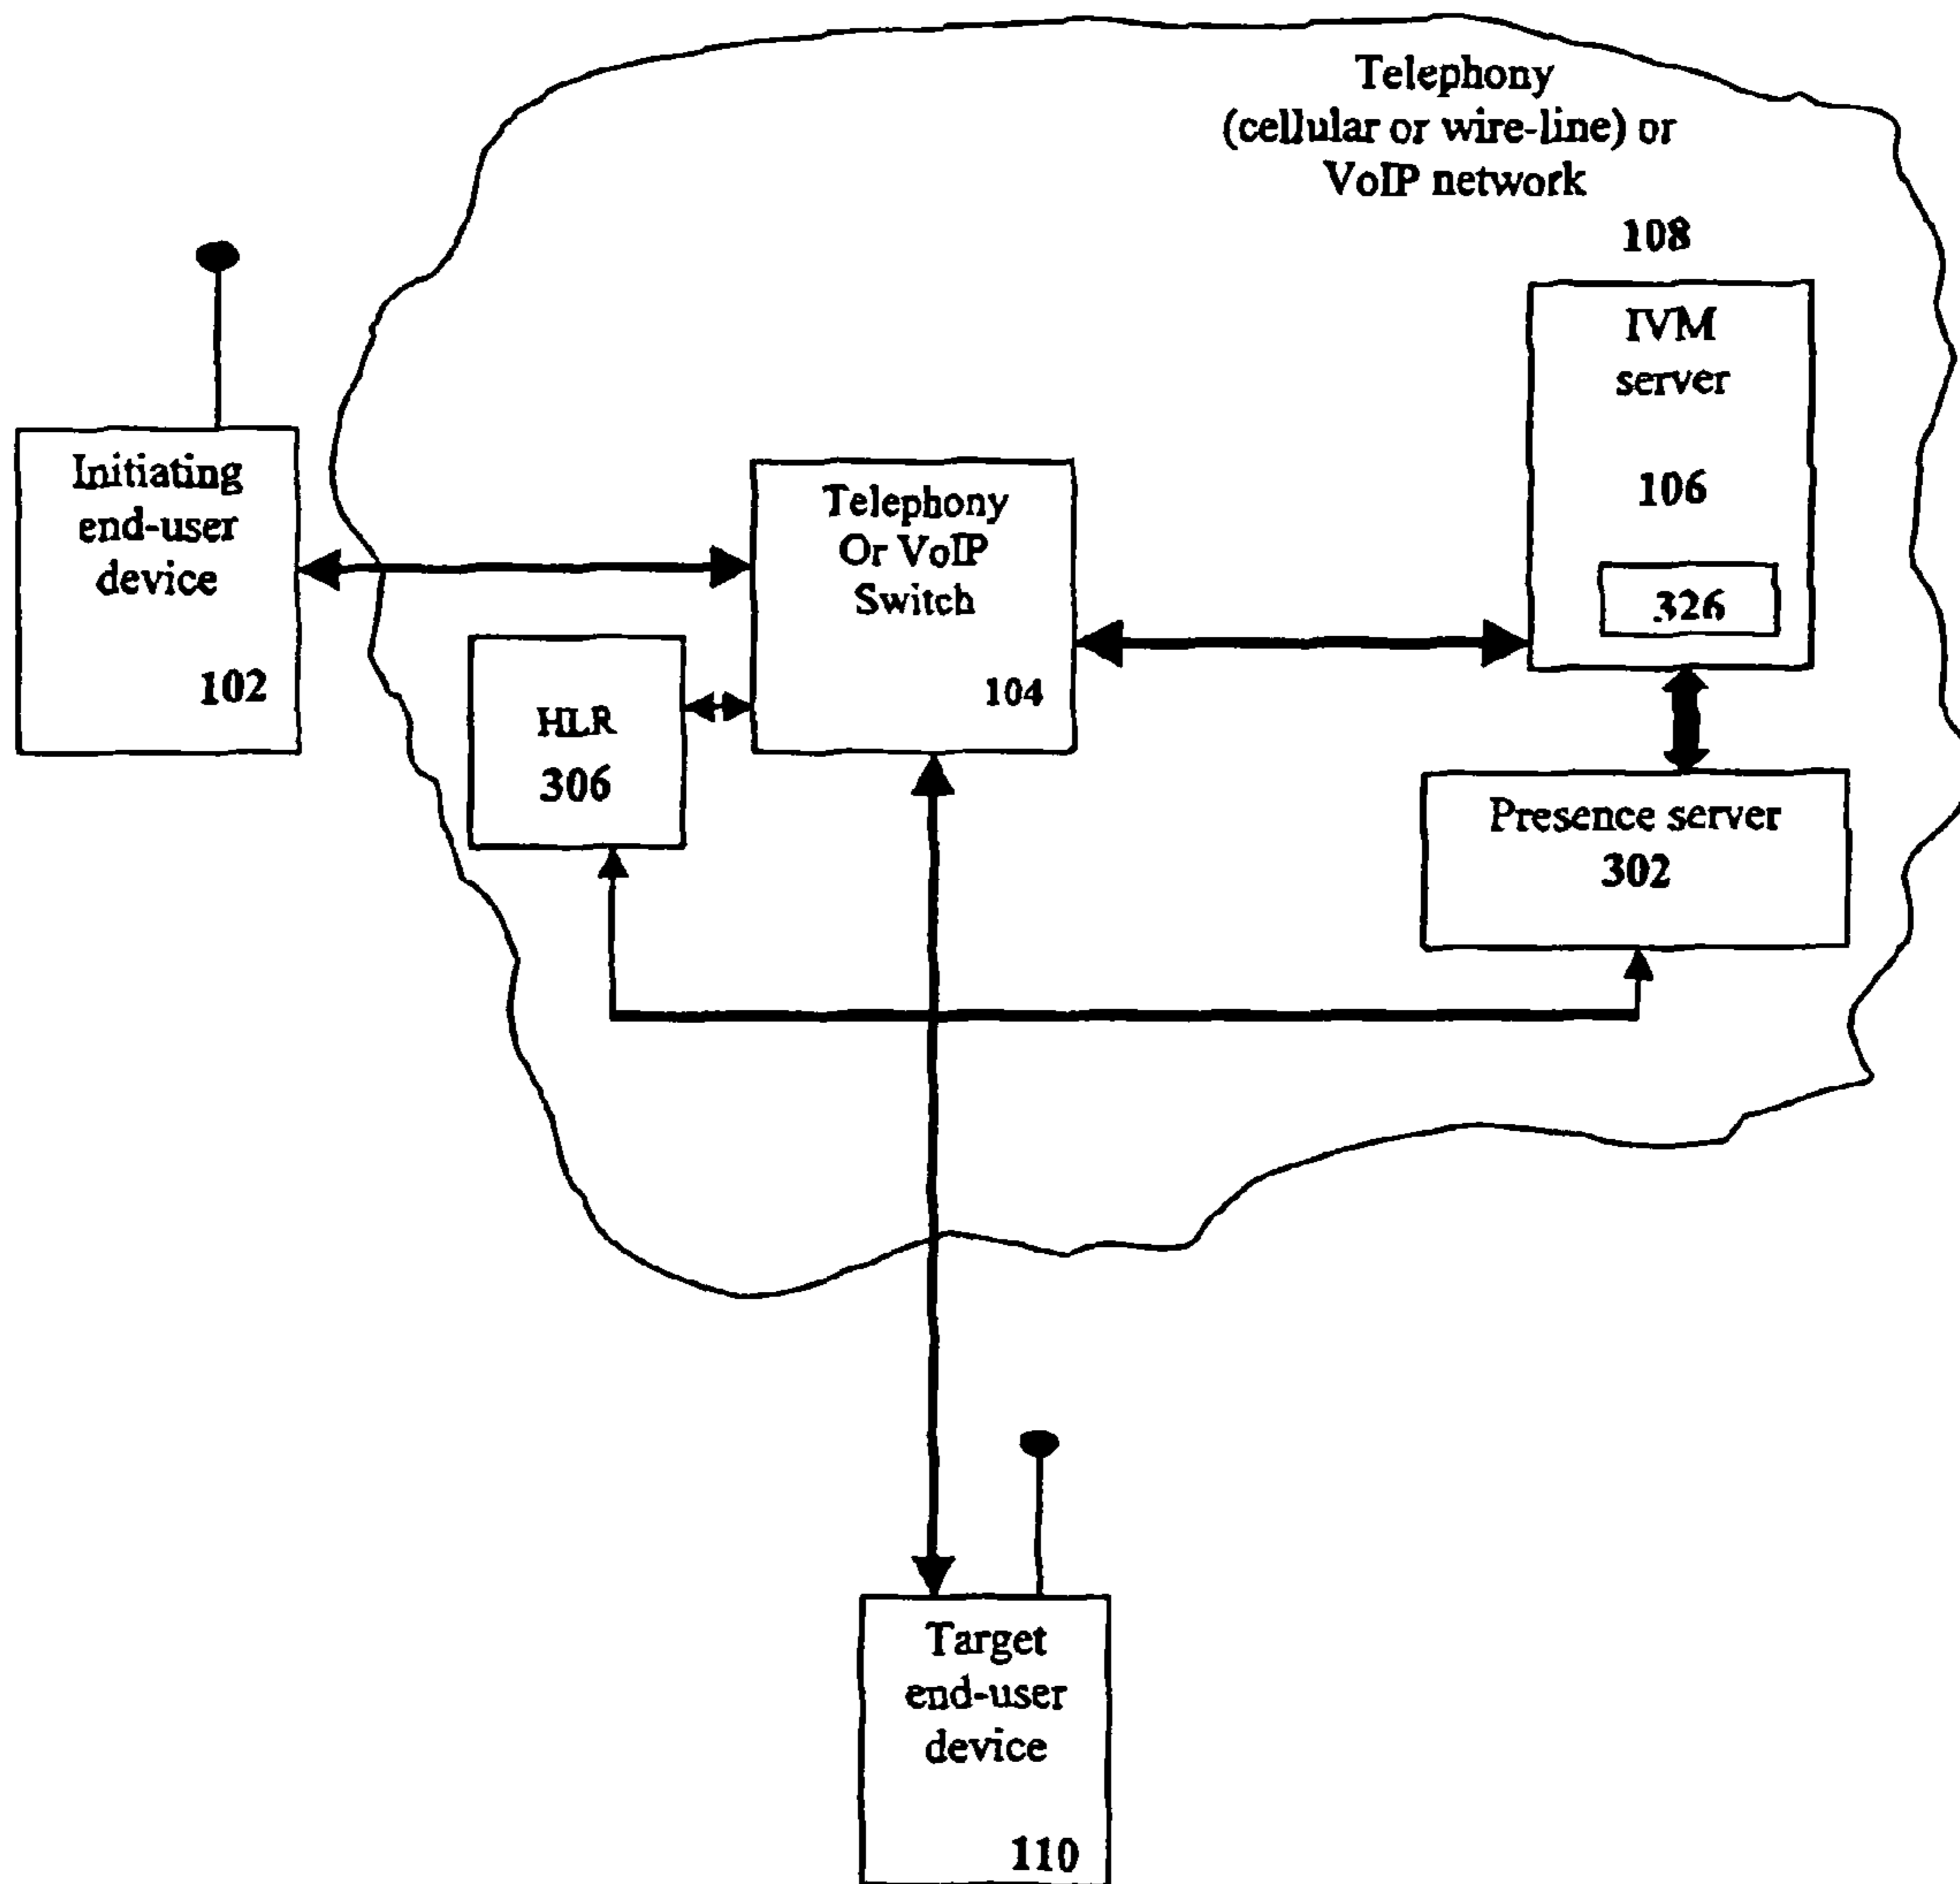 Telephony
(cellular or wire-line) or
VoIP network
108
IVM
server
106
326
Initiating
end-user
device
102
Telephony
Or VoIP
Switch
104
HLR
306
Presence server
302
Target
end-user
device
110